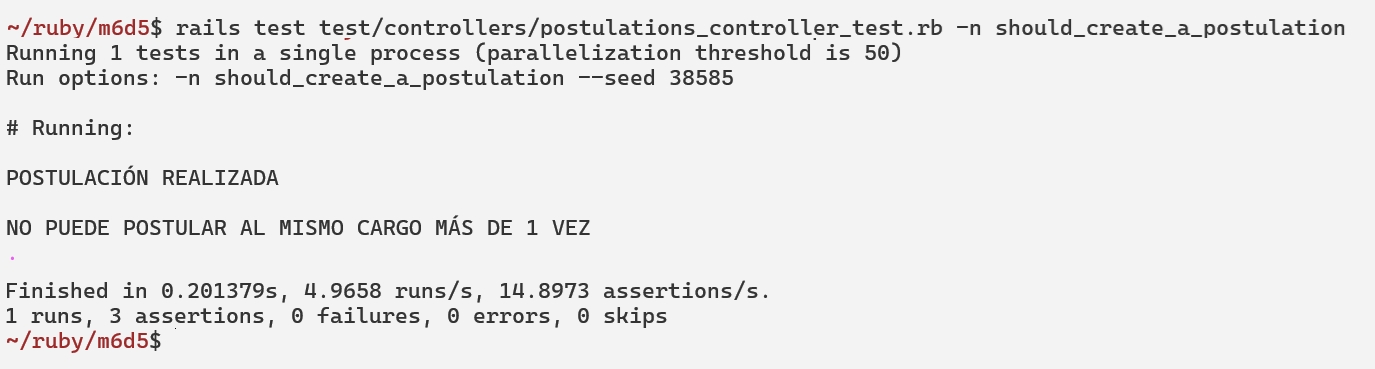 ~/ruby/m6d5$ rails test test/controllers/postulations_controller_test.rb -n should_create_a_postulation
Running 1 tests in a single process (parallelization threshold is 50)
Run options: -n should_create_a_postulation --seed 38585
# Running:
POSTULACIÓN REALIZADA
NO PUEDE POSTULAR AL MISMO CARGO MÁS DE 1 VEZ
.
Finished in 0.201379s, 4.9658 runs/s, 14.8973 assertions/s.
1 runs, 3 assertions, 0 failures, 0 errors, 0 skips
~/ruby/m6d5$